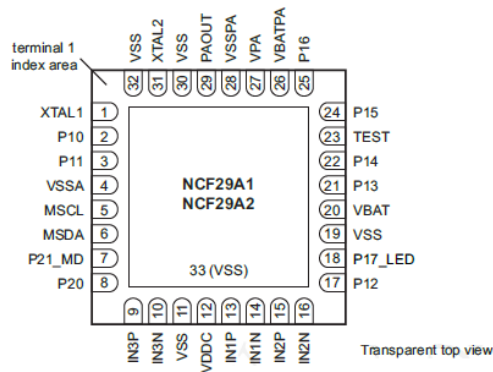 terminal 1
index area
VSS
XTAL2
VSS
PAOUT
VSSPA
VPA
VBATPA
P16
32 31 30 29 28 27 26 25
XTAL1 1
P10 2
P11 3
VSSA 4
MSCL 5
MSDA 6
P21_MD 7
P20 8
NCF29A1
NCF29A2
33 (VSS)
24 P15
23 TEST
22 P14
21 P13
20 VBAT
19 VSS
18 P17_LED
17 P12
9 10 11 12 13 14 15 16
IN3P
IN3N
VSS
VDDC
IN1P
IN1N
IN2P
IN2N
Transparent top view